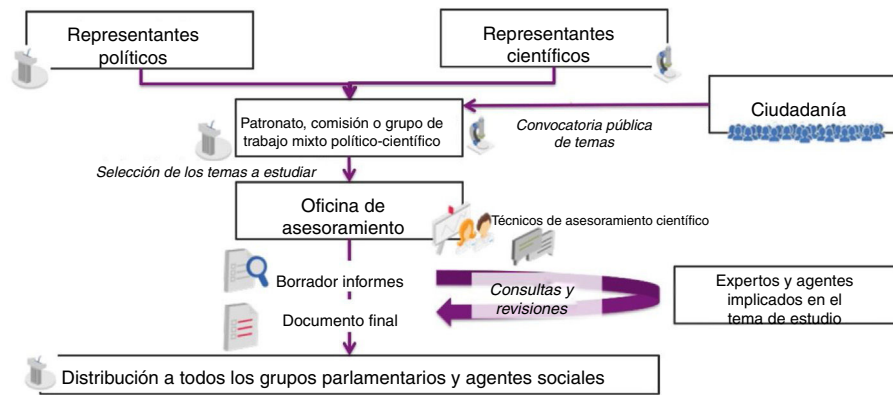 Representantes
políticos
Representantes
científicos
Ciudadanía
Patronato, comisión o grupo de
trabajo mixto político-científico
Convocatoria pública
de temas
Selección de los temas a estudiar
Oficina de
asesoramiento
Técnicos de asesoramiento científico
Borrador informes
Consultas y
revisiones
Expertos y agentes
implicados en el
tema de estudio
Documento final
Distribución a todos los grupos parlamentarios y agentes sociales